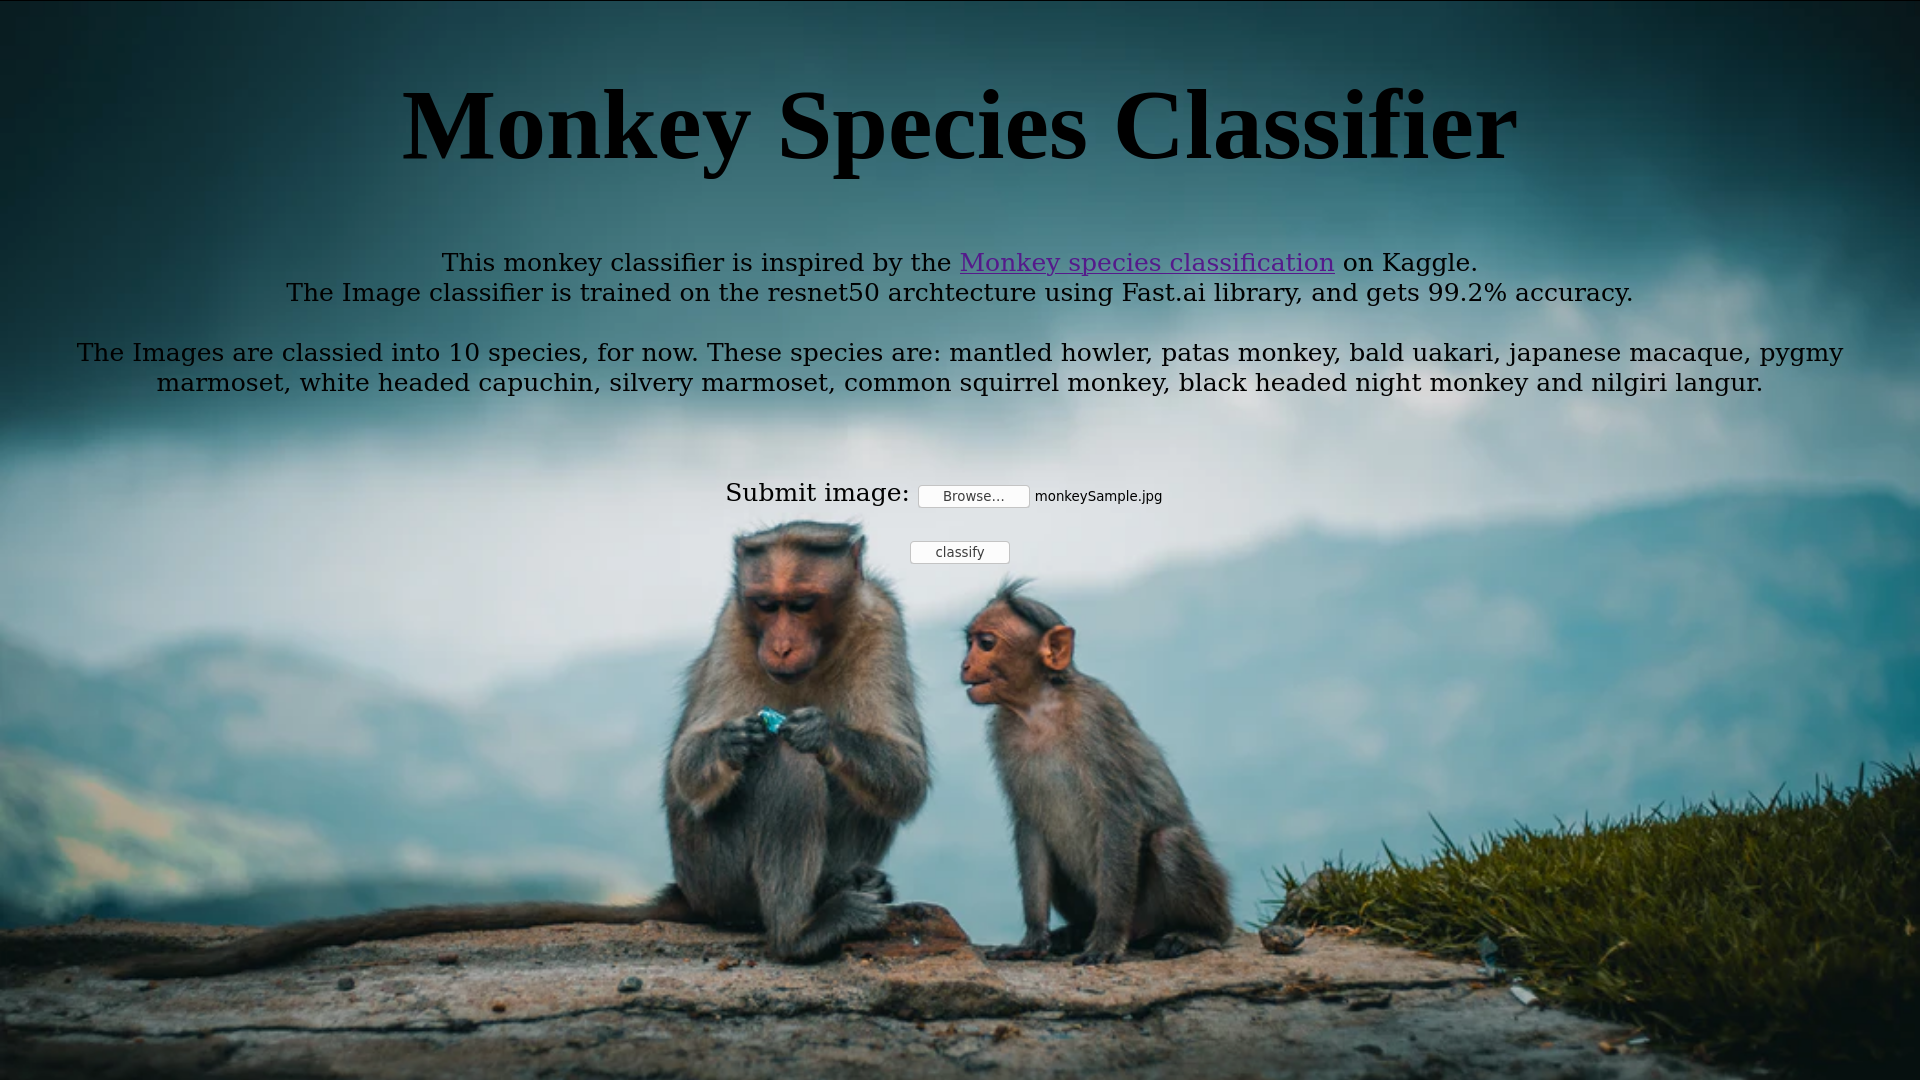 Monkey Species Classifier
This monkey classifier is inspired by the Monkey species classification on Kaggle.
The Image classifier is trained on the resnet50 archtecture using Fast.ai library, and gets 99.2% accuracy.
The Images are classied into 10 species, for now. These species are: mantled howler, patas monkey, bald uakari, japanese macaque, pygmy
marmoset, white headed capuchin, silvery marmoset, common squirrel monkey, black headed night monkey and nilgiri langur.
Submit image: Browse... monkeySample.jpg
classify